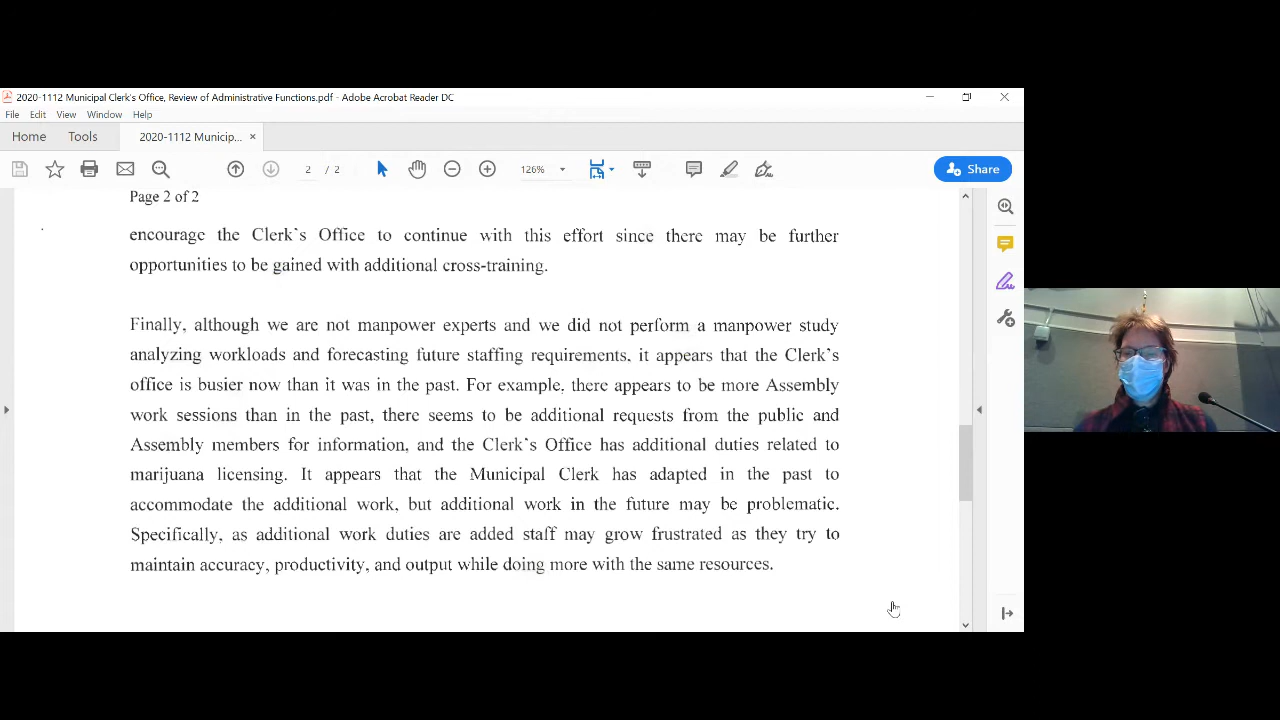 2020-1112 Municipal Clerk's Office, Review of Administrative Functions.pdf - Adobe Acrobat Reader DC
File Edit View Window Help
Home Tools 2020-1112 Municip... ×
2 / 2 126% Share
Page 2 of 2
encourage the Clerk's Office to continue with this effort since there may be further
opportunities to be gained with additional cross-training.
Finally, although we are not manpower experts and we did not perform a manpower study
analyzing workloads and forecasting future staffing requirements, it appears that the Clerk's
office is busier now than it was in the past. For example, there appears to be more Assembly
work sessions than in the past, there seems to be additional requests from the public and
Assembly members for information, and the Clerk's Office has additional duties related to
marijuana licensing. It appears that the Municipal Clerk has adapted in the past to
accommodate the additional work, but additional work in the future may be problematic.
Specifically, as additional work duties are added staff may grow frustrated as they try to
maintain accuracy, productivity, and output while doing more with the same resources.